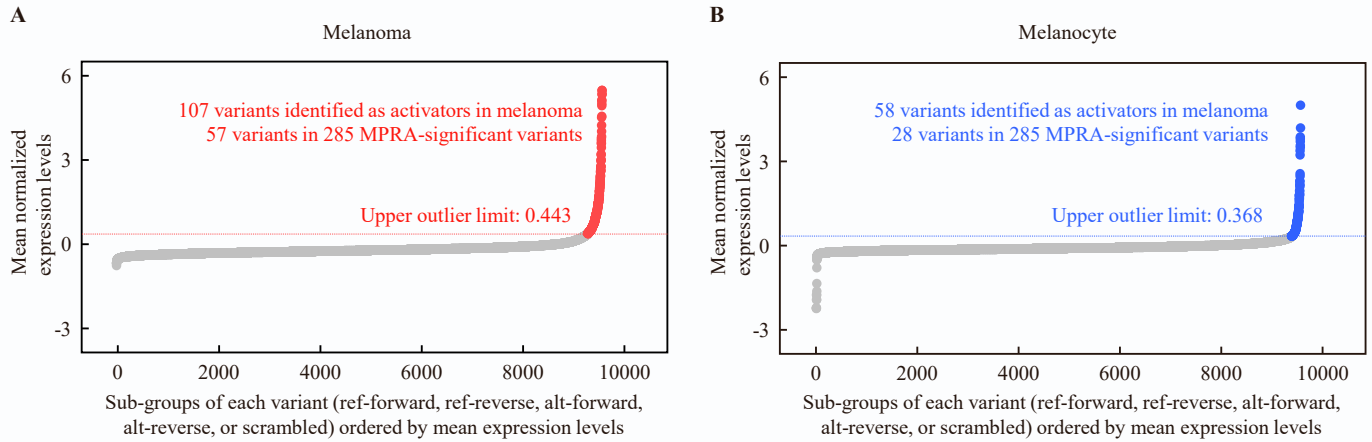 A
Melanoma
Mean normalized
expression levels
6
3
0
-3
107 variants identified as activators in melanoma
57 variants in 285 MPRA-significant variants
Upper outlier limit: 0.443
0
2000
4000
6000
8000
10000
Sub-groups of each variant (ref-forward, ref-reverse, alt-forward,
alt-reverse, or scrambled) ordered by mean expression levels
B
Melanocyte
Mean normalized
expression levels
6
3
0
-3
58 variants identified as activators in melanoma
28 variants in 285 MPRA-significant variants
Upper outlier limit: 0.368
0
2000
4000
6000
8000
10000
Sub-groups of each variant (ref-forward, ref-reverse, alt-forward,
alt-reverse, or scrambled) ordered by mean expression levels